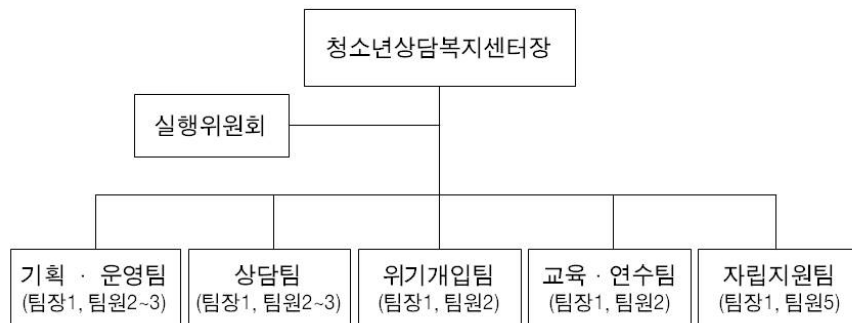 청소년상담복지센터장
실행위원회
기획 · 운영팀
(팀장1, 팀원2~3)
상담팀
(팀장1, 팀원2~3)
위기개입팀
(팀장1, 팀원2)
교육 · 연수팀
(팀장1, 팀원2)
자립지원팀
(팀장1, 팀원5)